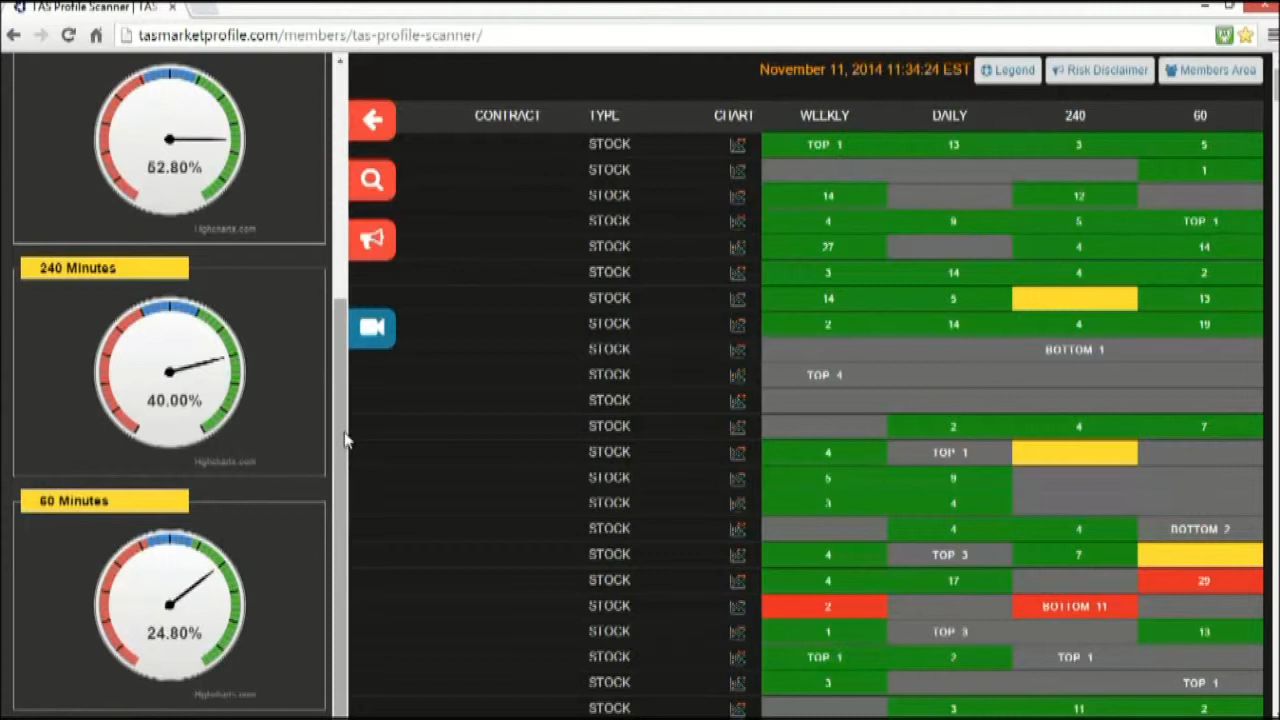 TAS Profile Scanner | TAS
tasmarketprofile.com/members/tas-profile-scanner/
November 11, 2014 11:34:24 EST Legend Risk Disclaimer Members Area
52.80%
Highcharts.com
240 Minutes
40.00%
Highcharts.com
60 Minutes
24.80%
Highcharts.com
CONTRACT TYPE CHART WEEKLY DAILY 240 60
STOCK TOP 1 13 3 5
STOCK 1
STOCK 14 12
STOCK 4 9 5 TOP 1
STOCK 27 4 14
STOCK 3 14 4 2
STOCK 14 5 13
STOCK 2 14 4 19
STOCK BOTTOM 1
STOCK TOP 4
STOCK
STOCK 2 4 7
STOCK 4 TOP 1
STOCK 5 9
STOCK 3 4
STOCK 4 4 BOTTOM 2
STOCK 4 TOP 3 7
STOCK 4 17 29
STOCK 2 BOTTOM 11
STOCK 1 TOP 3 13
STOCK TOP 1 2 TOP 1
STOCK 3 TOP 1
STOCK 3 11 2